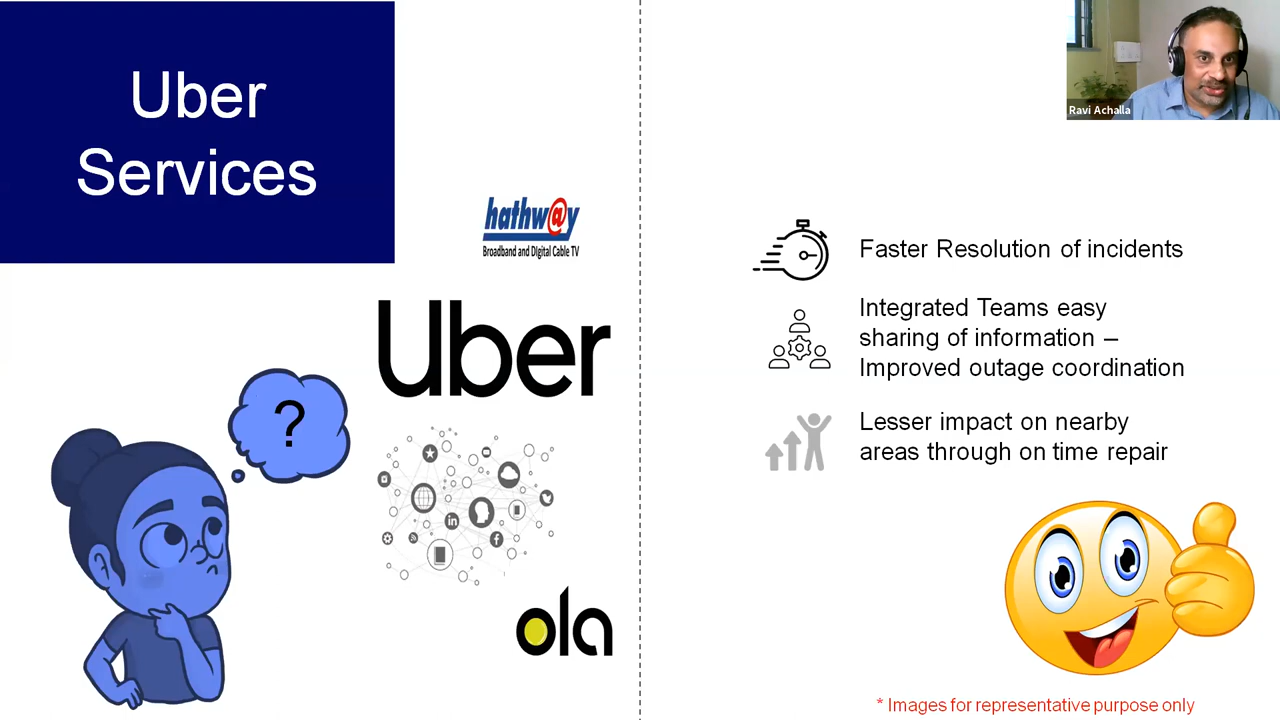 Uber
Services
Ravi Achalla
hathw@y
Broadband and Digital Cable TV
Uber
?
in
f
ola
Faster Resolution of incidents
Integrated Teams easy
sharing of information –
Improved outage coordination
Lesser impact on nearby
areas through on time repair
* Images for representative purpose only